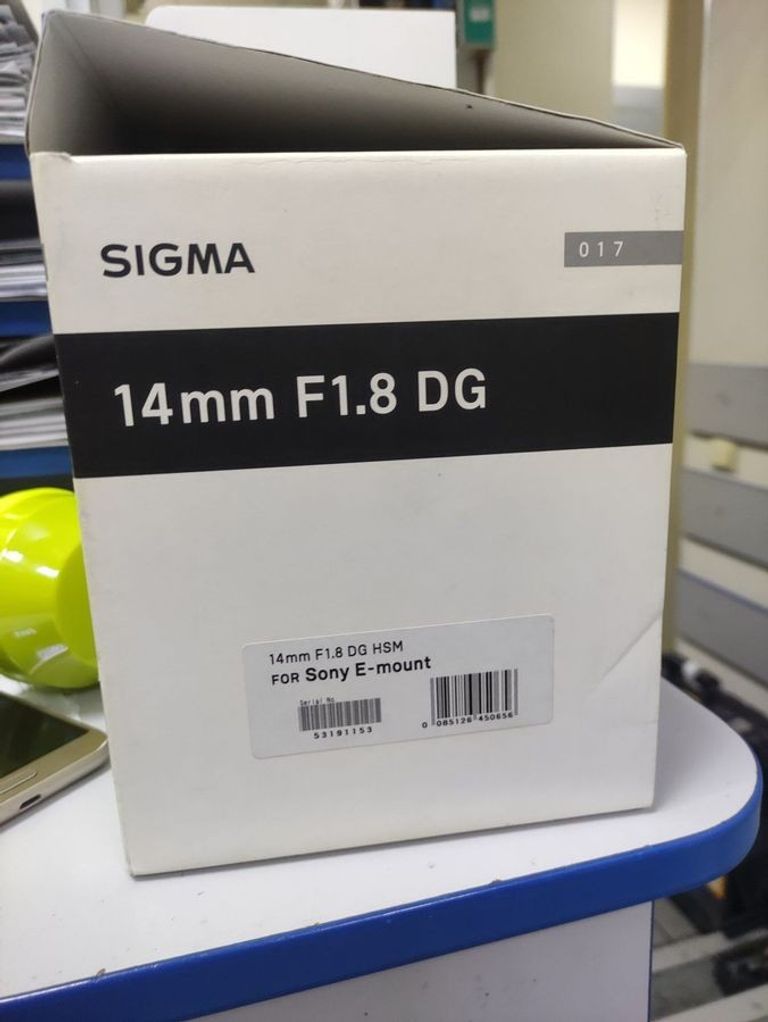 SIGMA
017
14mm F1.8 DG
14mm F1.8 DG HSM
FOR Sony E-mount
Serial No
53191153
0 085126 450656